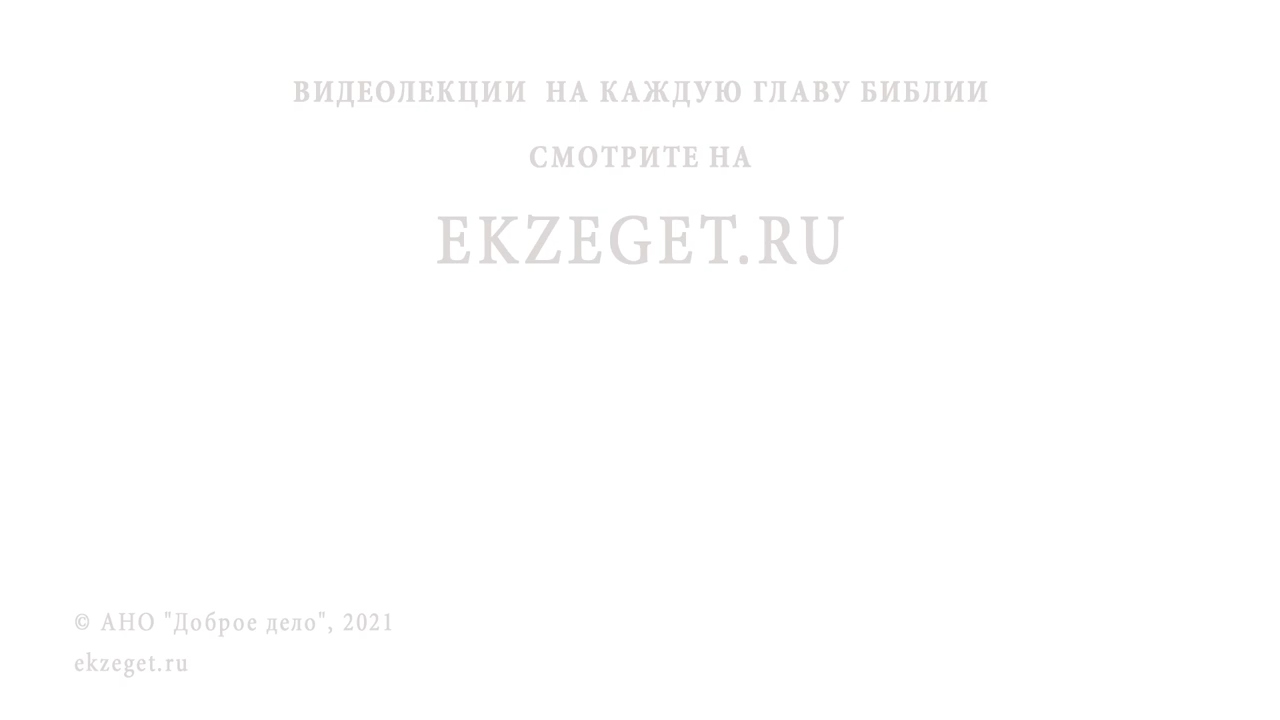 ВИДЕОЛЕКЦИИ НА КАЖДУЮ ГЛАВУ БИБЛИИ
СМОТРИТЕ НА
EKZEGET.RU
© АНО "Доброе дело", 2021
ekzeget.ru